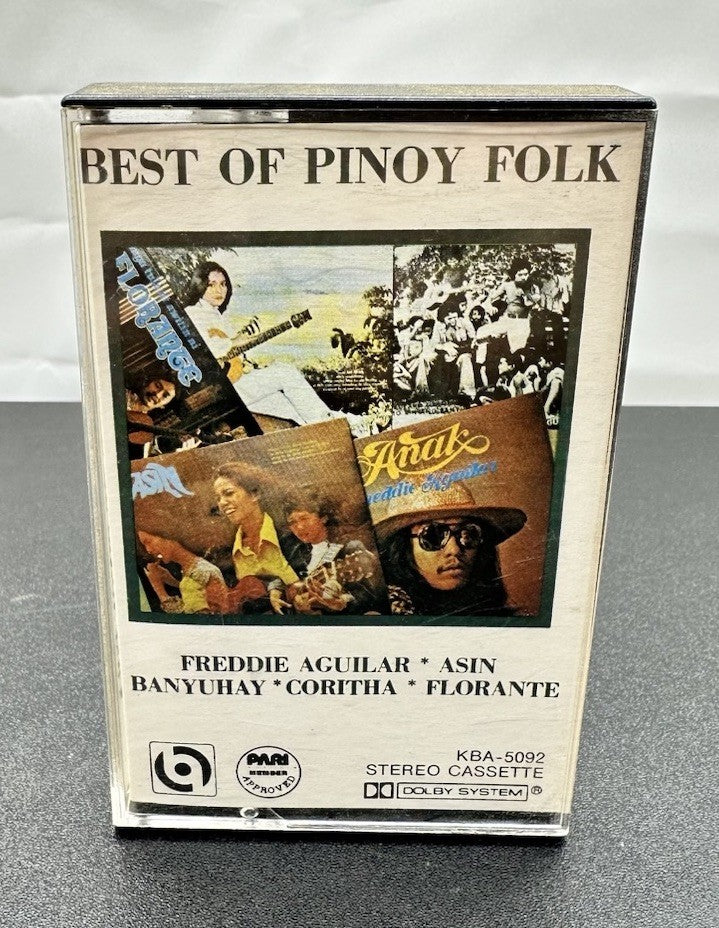 BEST OF PINOY FOLK
FLORANTE
ASIN
Anak
Freddie Aguilar
FREDDIE AGUILAR * ASIN
BANYUHAY * CORITHA * FLORANTE
PARI
MEMBER
APPROVED
KBA-5092
STEREO CASSETTE
DOLBY SYSTEM ®